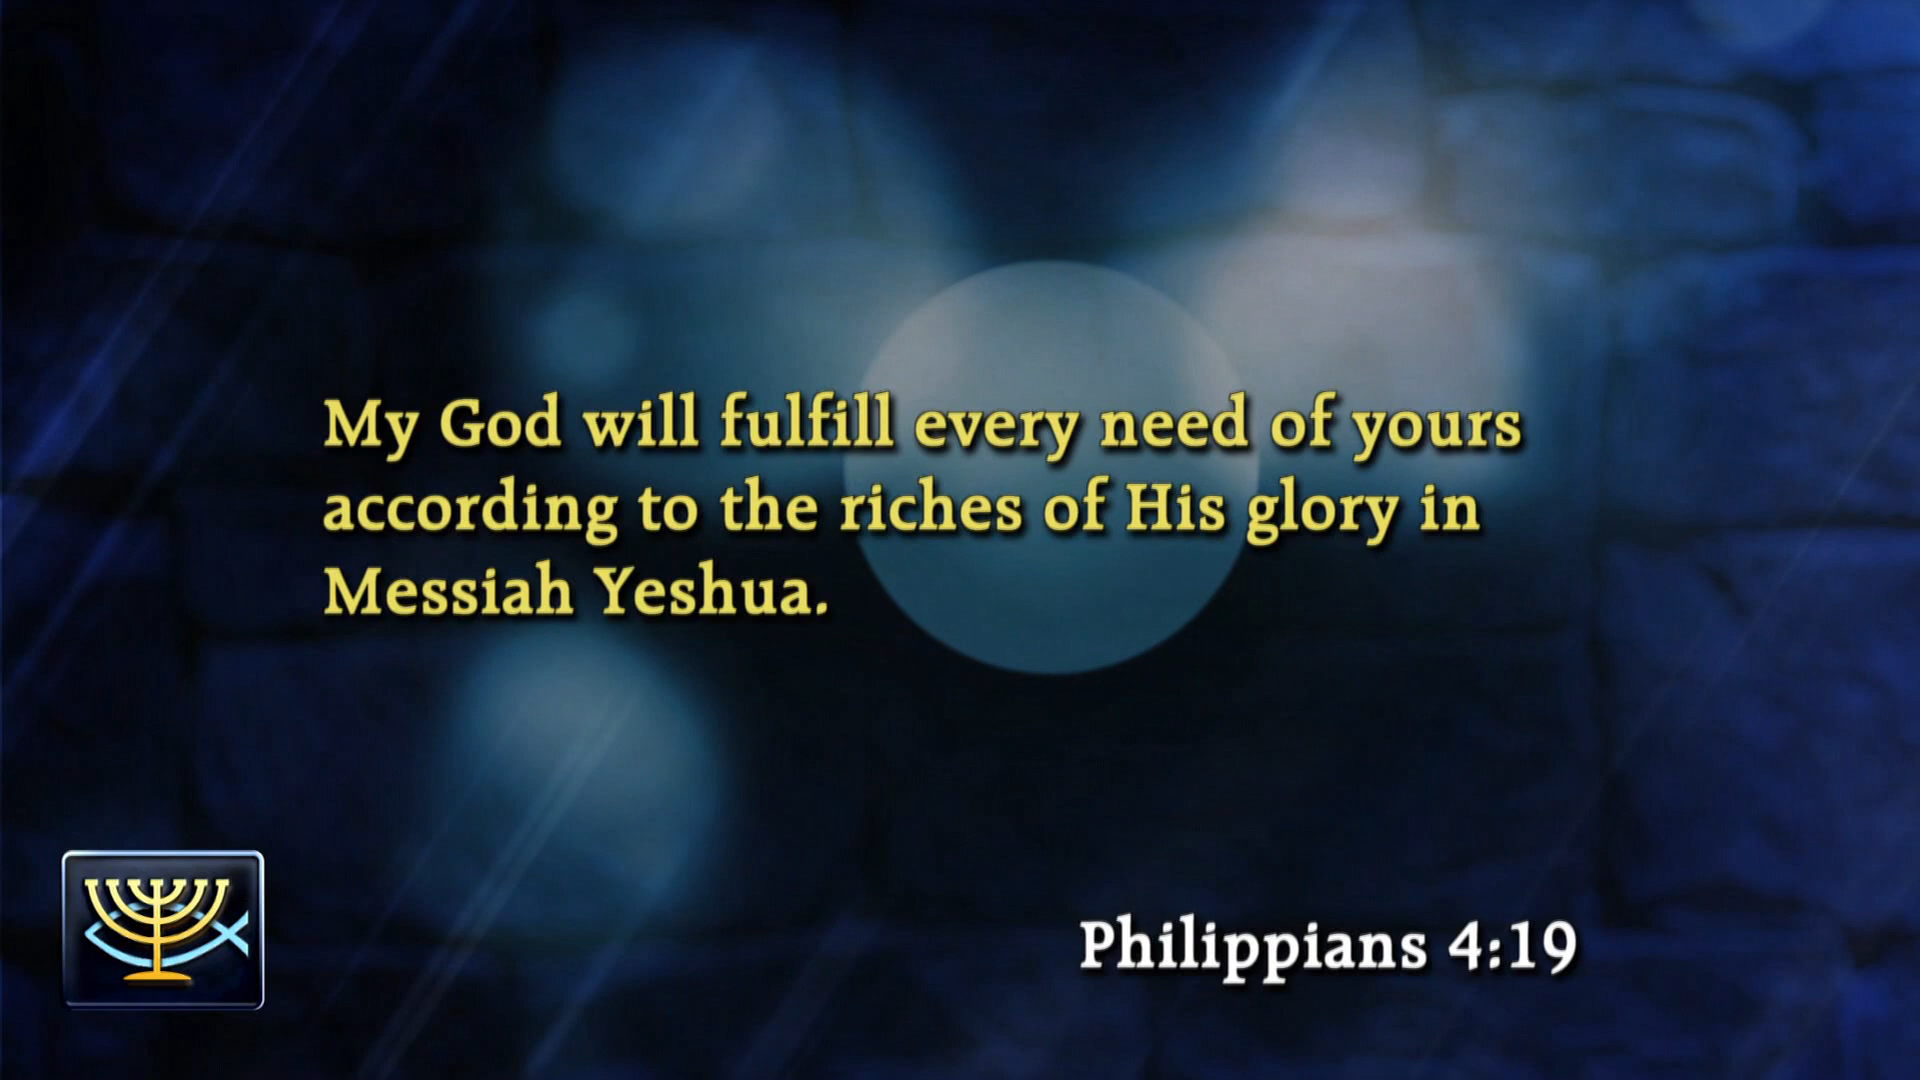 My God will fulfill every need of yours
according to the riches of His glory in
Messiah Yeshua.
Philippians 4:19